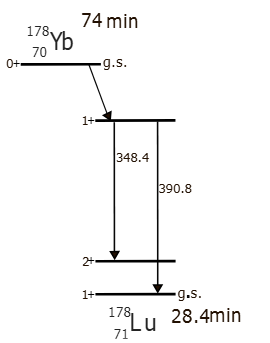 178
70
Yb
74 min
0+
g.s.
1+
348.4
390.8
2+
1+
g.s.
178
71
Lu
28.4min